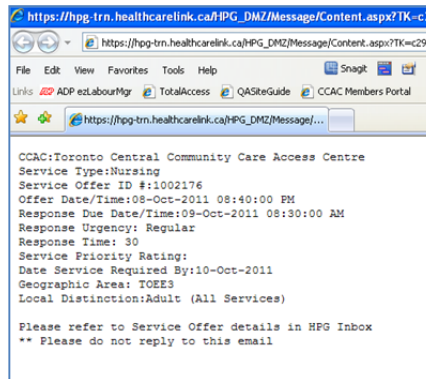 https://hpg-trn.healthcarelink.ca/HPG_DMZ/Message/Content.aspx?TK=c
https://hpg-trn.healthcarelink.ca/HPG_DMZ/Message/Content.aspx?TK=c29
File Edit View Favorites Tools Help Snagit
Links ADP ezLabourMgr TotalAccess QASiteGuide CCAC Members Portal
https://hpg-trn.healthcarelink.ca/HPG_DMZ/Message/...
CCAC:Toronto Central Community Care Access Centre
Service Type:Nursing
Service Offer ID #:1002176
Offer Date/Time:08-Oct-2011 08:40:00 PM
Response Due Date/Time:09-Oct-2011 08:30:00 AM
Response Urgency: Regular
Response Time: 30
Service Priority Rating:
Date Service Required By:10-Oct-2011
Geographic Area: TOEE3
Local Distinction:Adult (All Services)
Please refer to Service Offer details in HPG Inbox
** Please do not reply to this email